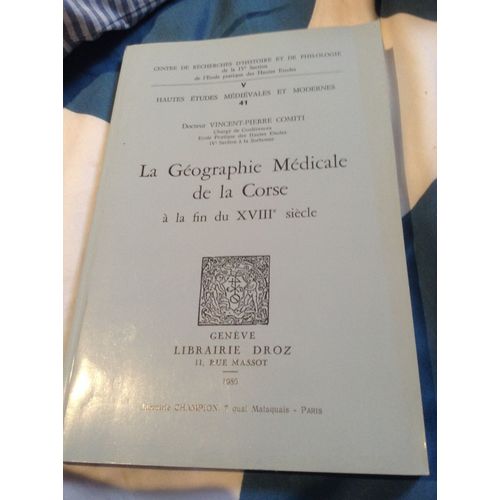 CENTRE DE RECHERCHES D'HISTOIRE ET DE PHILOLOGIE
de la IVe Section
de l'École pratique des Hautes Études
V
HAUTES ÉTUDES MÉDIÉVALES ET MODERNES
41
Docteur VINCENT-PIERRE COMITI
Chargé de Conférences
École Pratique des Hautes Études
IVe Section à la Sorbonne
La Géographie Médicale
de la Corse
à la fin du XVIIIe siècle
GENÈVE
LIBRAIRIE DROZ
11, RUE MASSOT
1980
Librairie CHAMPION, 7 quai Malaquais - PARIS